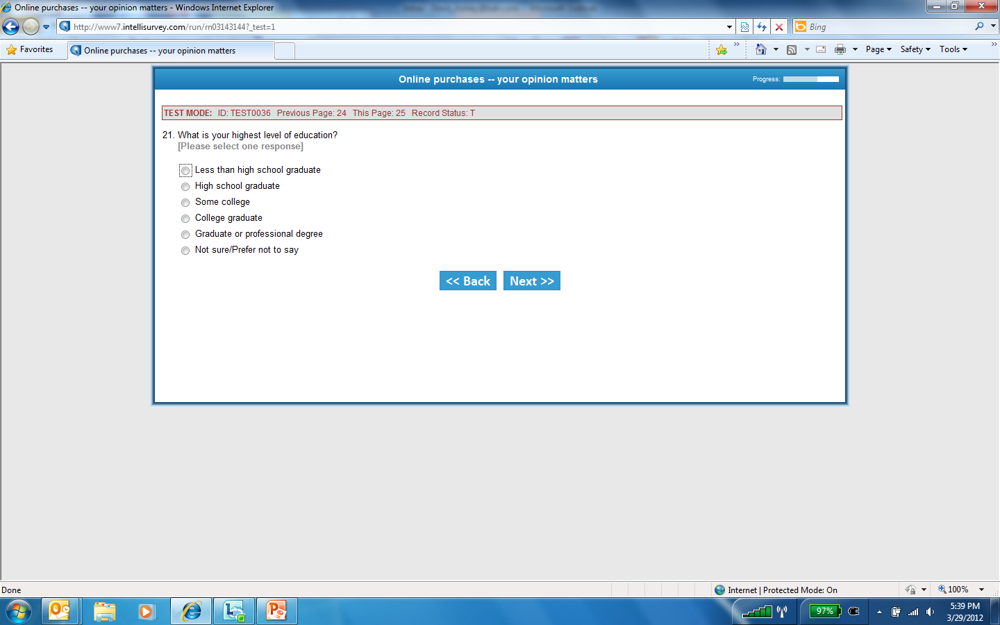 Online purchases -- your opinion matters - Windows Internet Explorer
http://www7.intellisurvey.com/run/rn03143144?_test=1
Bing
Favorites
Online purchases -- your opinion matters
Page
Safety
Tools
Online purchases -- your opinion matters
Progress:
TEST MODE: ID: TEST0036 Previous Page: 24 This Page: 25 Record Status: T
21. What is your highest level of education?
[Please select one response]
Less than high school graduate
High school graduate
Some college
College graduate
Graduate or professional degree
Not sure/Prefer not to say
<< Back
Next >>
Done
Internet | Protected Mode: On
100%
97%
5:39 PM
3/29/2012